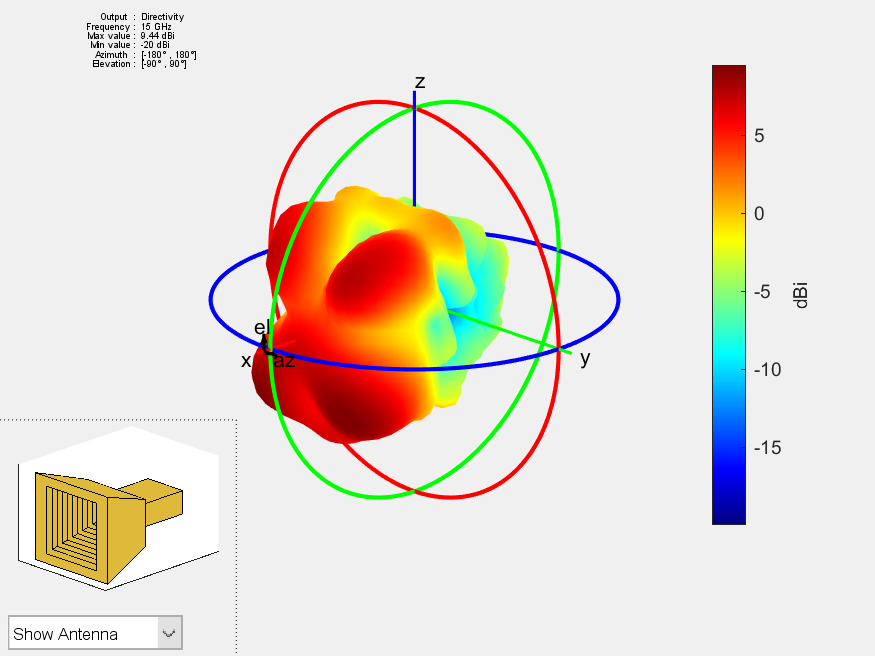 Output : Directivity
Frequency : 15 GHz
Max value : 9.44 dBi
Min value : -20 dBi
Azimuth : [-180° , 180°]
Elevation : [-90° , 90°]
z
5
0
-5
dBi
el
x
az
y
-10
-15
Show Antenna